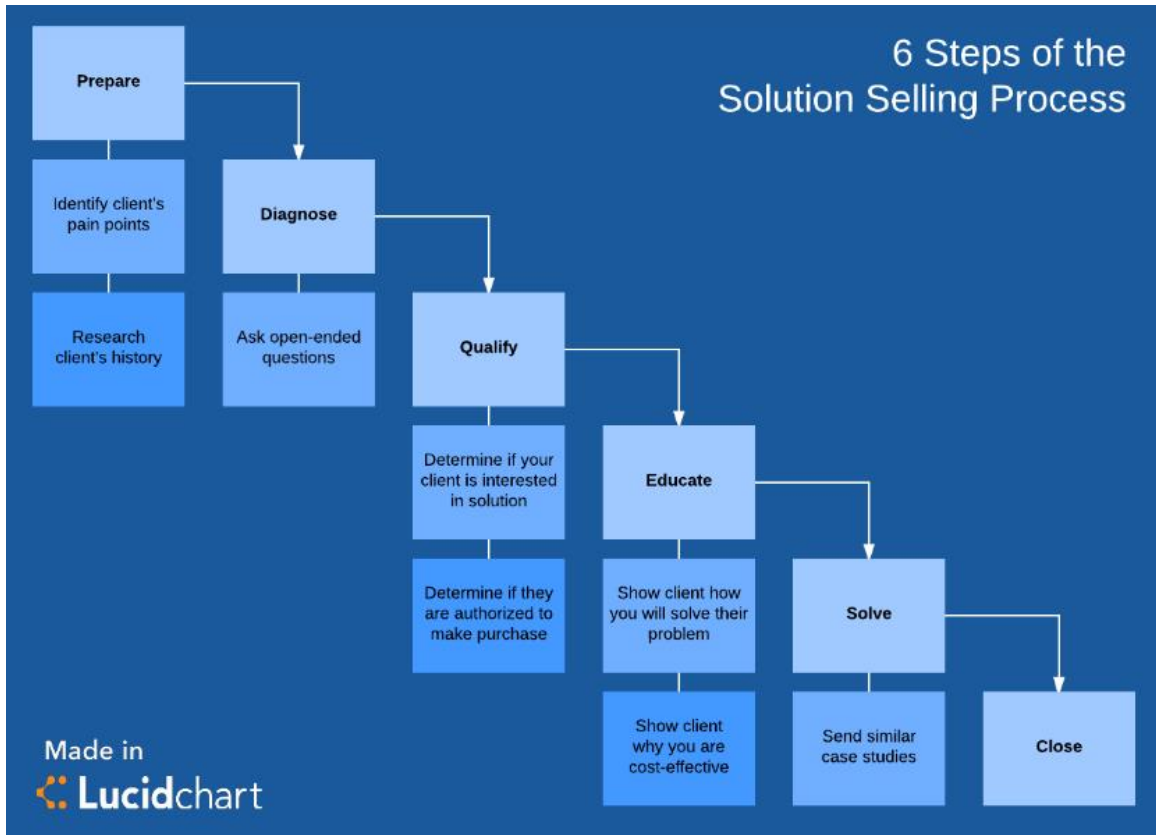 6 Steps of the
Solution Selling Process
Prepare
Identify client's
pain points
Research
client's history
Diagnose
Ask open-ended
questions
Qualify
Determine if your
client is interested
in solution
Determine if they
are authorized to
make purchase
Educate
Show client how
you will solve their
problem
Show client
why you are
cost-effective
Solve
Send similar
case studies
Close
Made in
Lucidchart